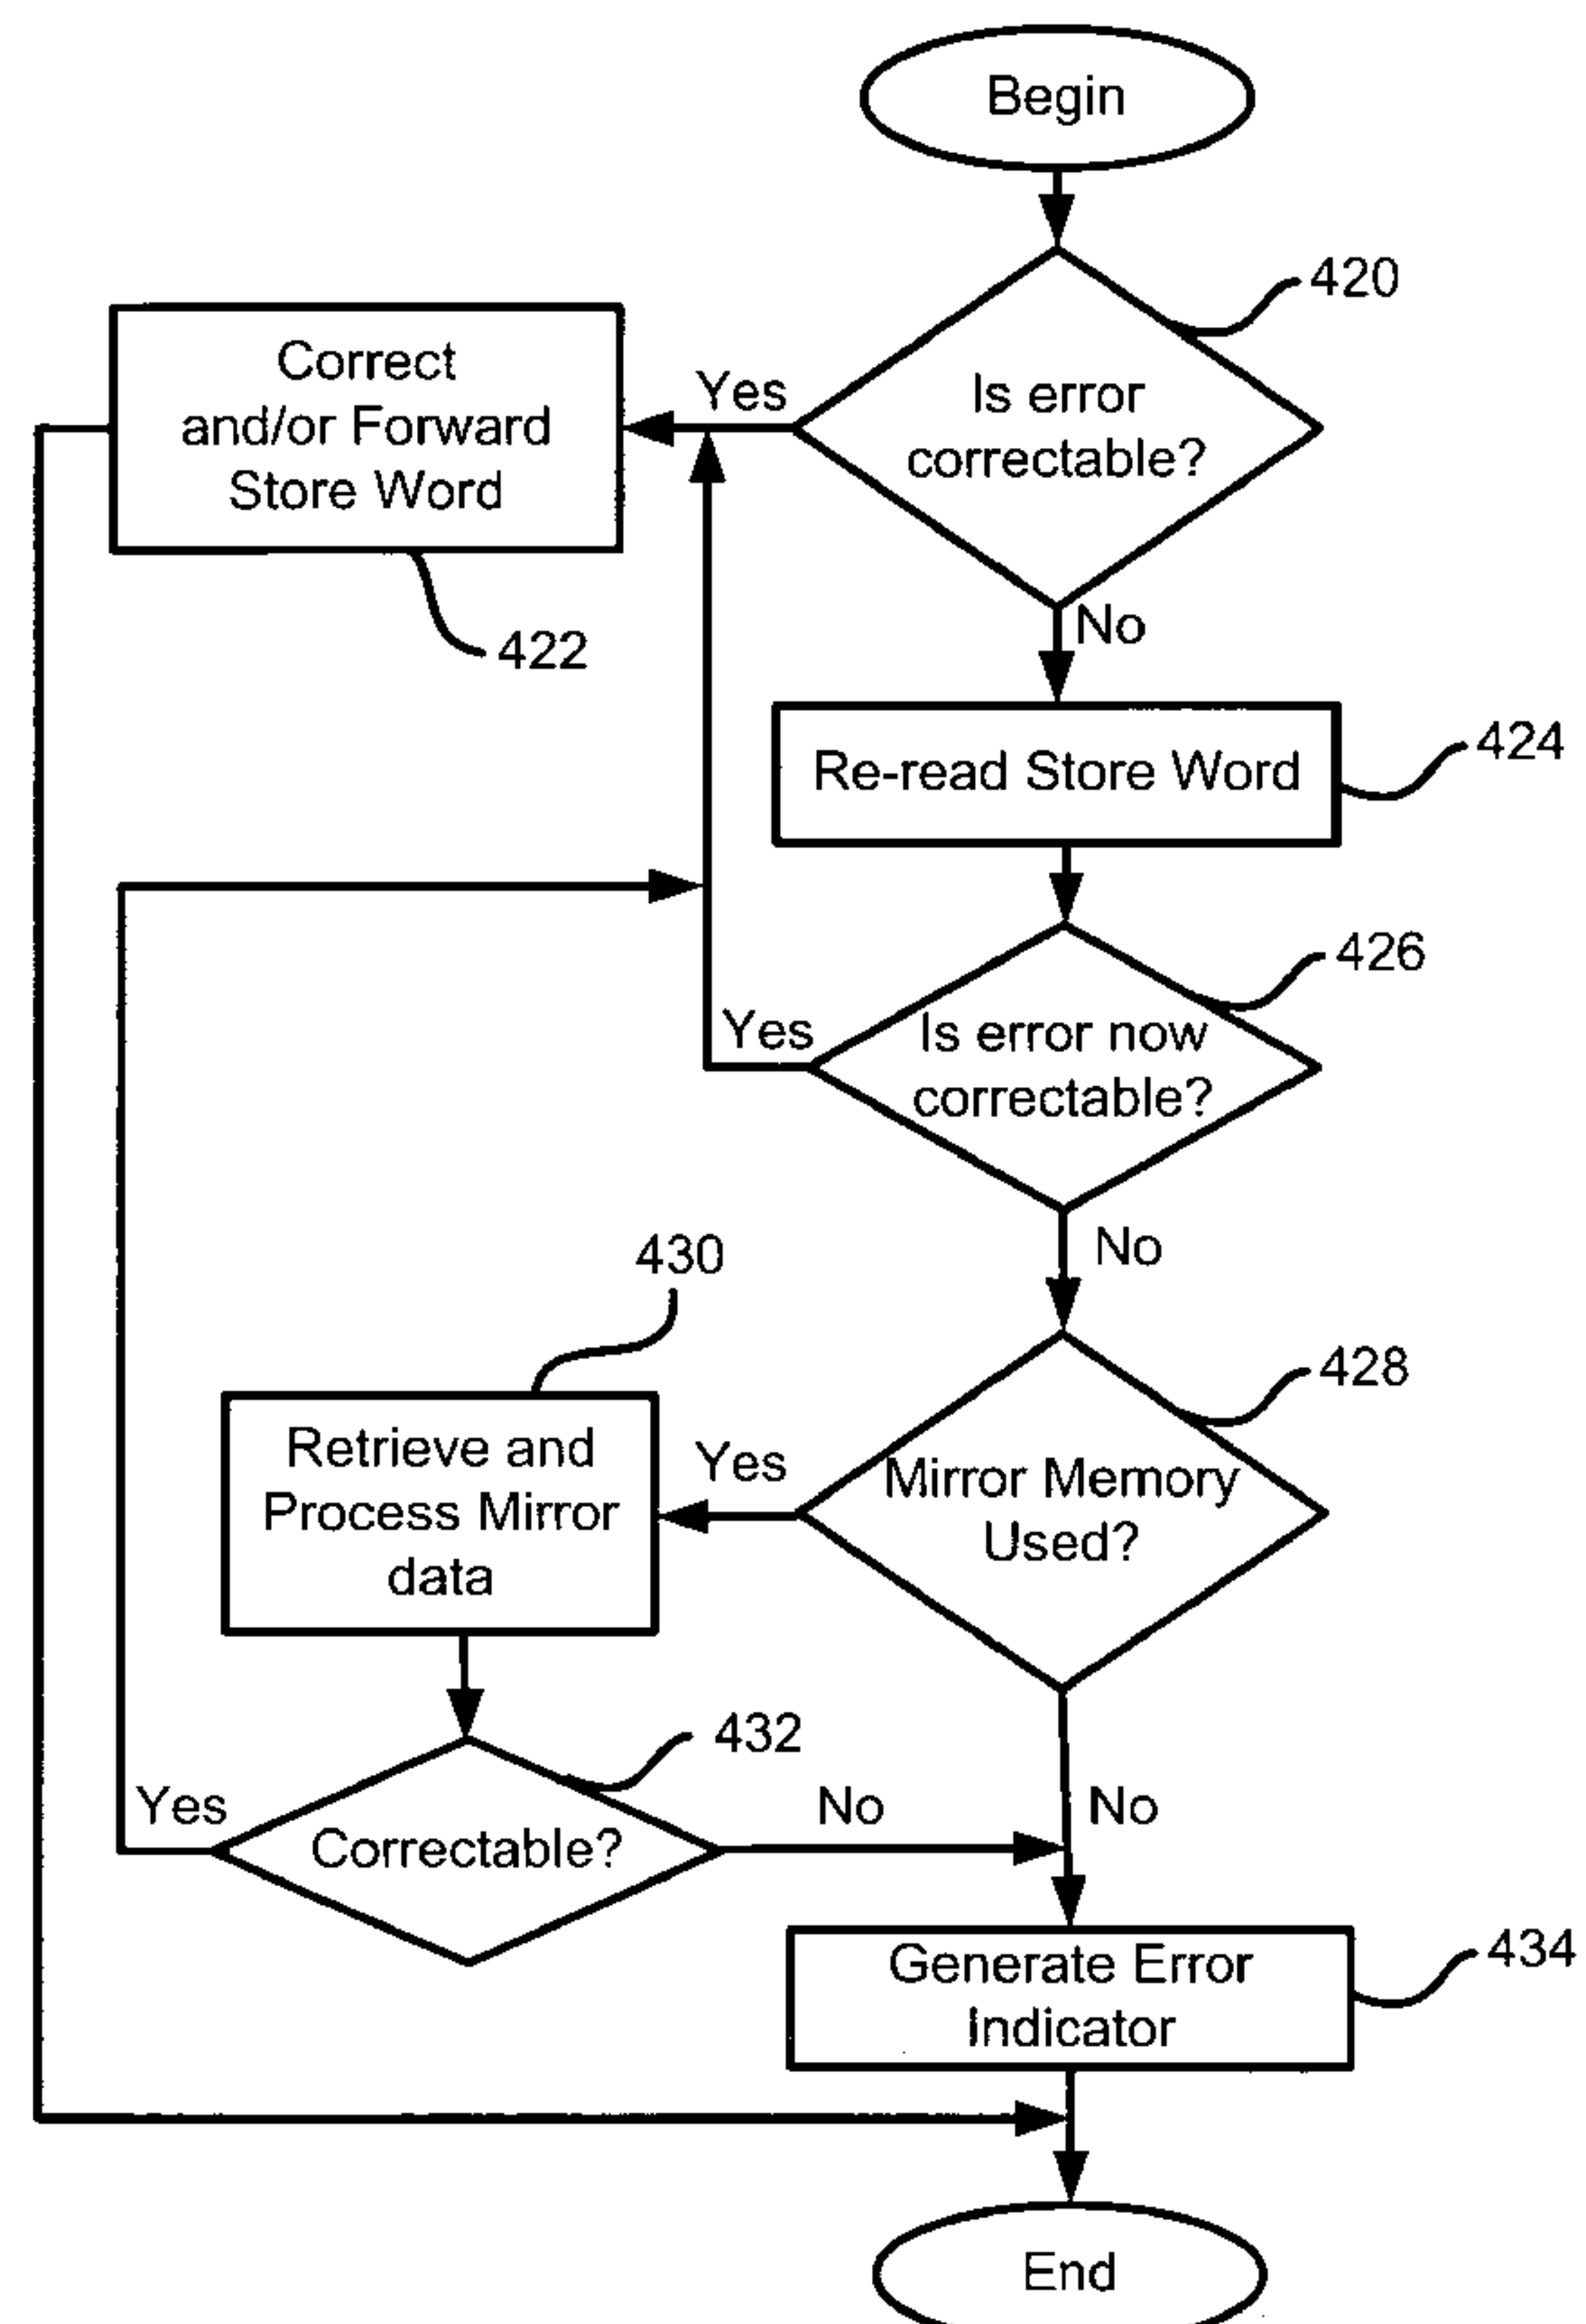 Begin
420
Correct
and/or Forward
Store Word
Yes
Is error
correctable?
422
No
Re-read Store Word
424
426
Yes
Is error now
correctable?
No
430
428
Retrieve and
Process Mirror
data
Yes
Mirror Memory
Used?
432
Yes
Correctable?
No
No
Generate Error
Indicator
434
End